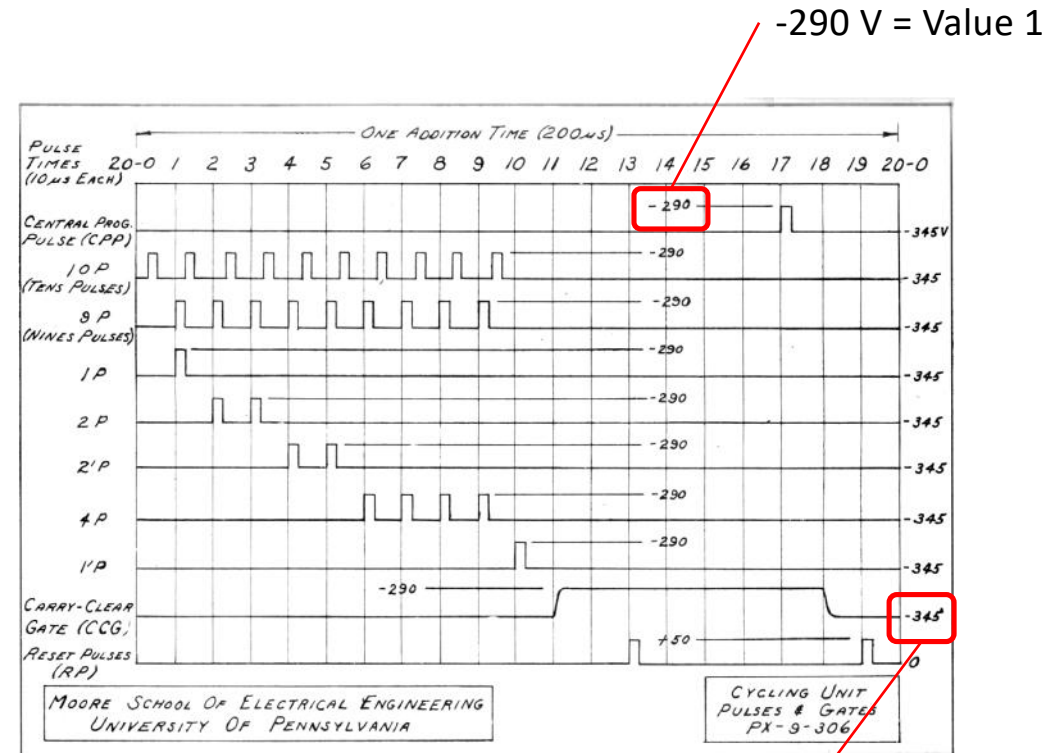 -290 V = Value 1
ONE ADDITION TIME (200μs)
PULSE
TIMES 20-0 1 2 3 4 5 6 7 8 9 10 11 12 13 14 15 16 17 18 19 20-0
(10 μs EACH)
-290
CENTRAL PROG.
PULSE (CPP)
-345V
-290
10 P
(TENS PULSES)
-345
-290
9 P
(NINES PULSES)
-345
-290
1 P
-345
-290
2 P
-345
-290
2'P
-345
-290
4 P
-345
-290
1'P
-345
-290
CARRY-CLEAR
GATE (CCG)
-345
RESET PULSES
(RP)
+50
0
MOORE SCHOOL OF ELECTRICAL ENGINEERING
UNIVERSITY OF PENNSYLVANIA
CYCLING UNIT
PULSES & GATES
PX-9-306